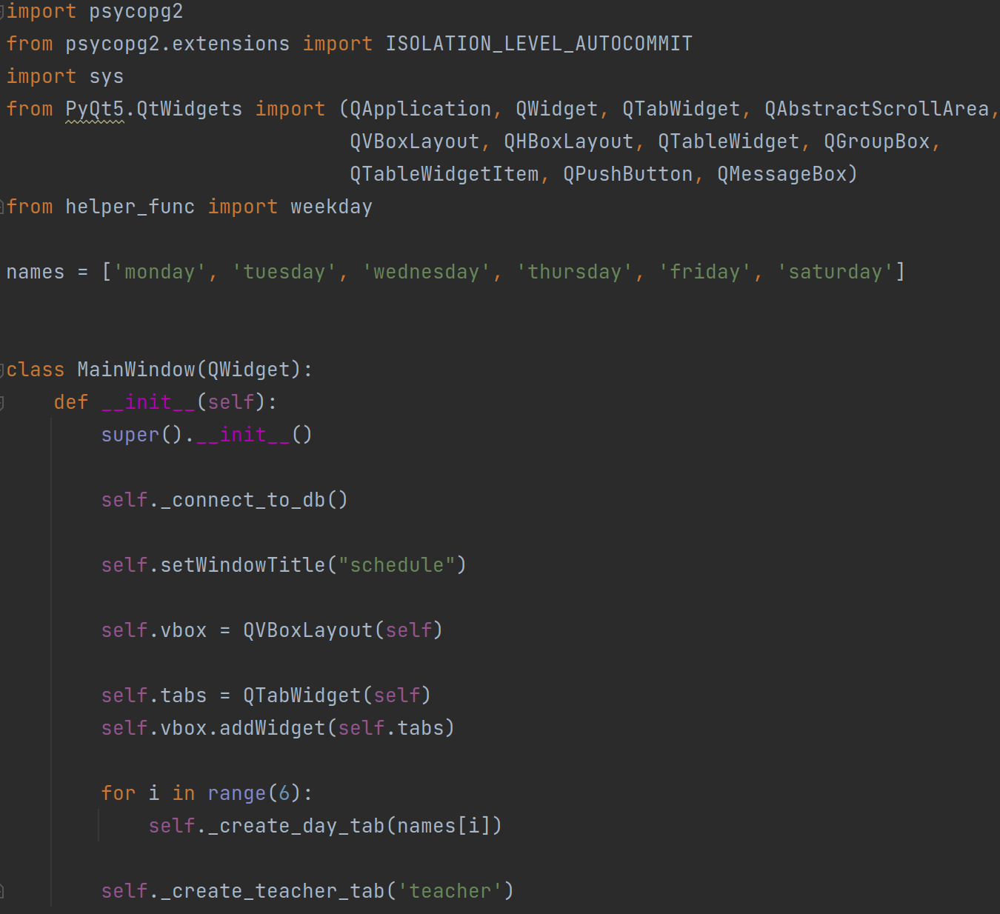 import psycopg2
from psycopg2.extensions import ISOLATION_LEVEL_AUTOCOMMIT
import sys
from PyQt5.QtWidgets import (QApplication, QWidget, QTabWidget, QAbstractScrollArea,
                             QVBoxLayout, QHBoxLayout, QTableWidget, QGroupBox,
                             QTableWidgetItem, QPushButton, QMessageBox)
from helper_func import weekday

names = ['monday', 'tuesday', 'wednesday', 'thursday', 'friday', 'saturday']


class MainWindow(QWidget):
    def __init__(self):
        super().__init__()

        self._connect_to_db()

        self.setWindowTitle("schedule")

        self.vbox = QVBoxLayout(self)

        self.tabs = QTabWidget(self)
        self.vbox.addWidget(self.tabs)

        for i in range(6):
            self._create_day_tab(names[i])

        self._create_teacher_tab('teacher')